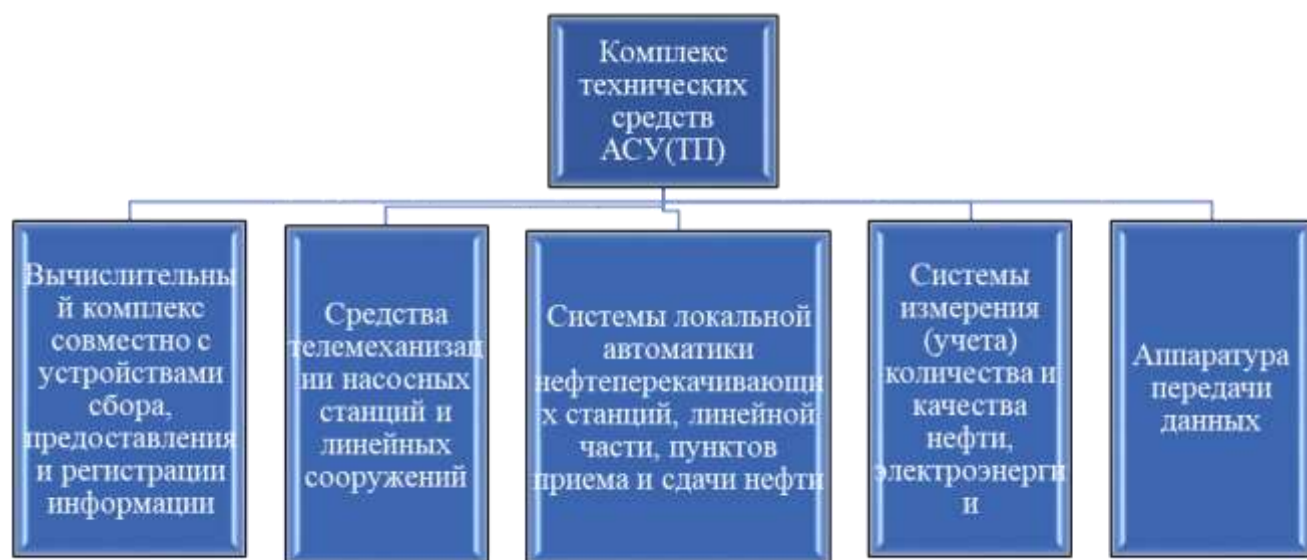 Комплекс
технических
средств
АСУ(ТП)
Вычислительны
й комплекс
совместно с
устройствами
сбора,
предоставления
и регистрации
информации
Средства
телемеханизац
ии насосных
станций и
линейных
сооружений
Системы локальной
автоматики
нефтеперекачивающи
х станций, линейной
части, пунктов
приема и сдачи нефти
Системы
измерения
(учета)
количества и
качества
нефти,
электроэнерги
и
Аппаратура
передачи
данных